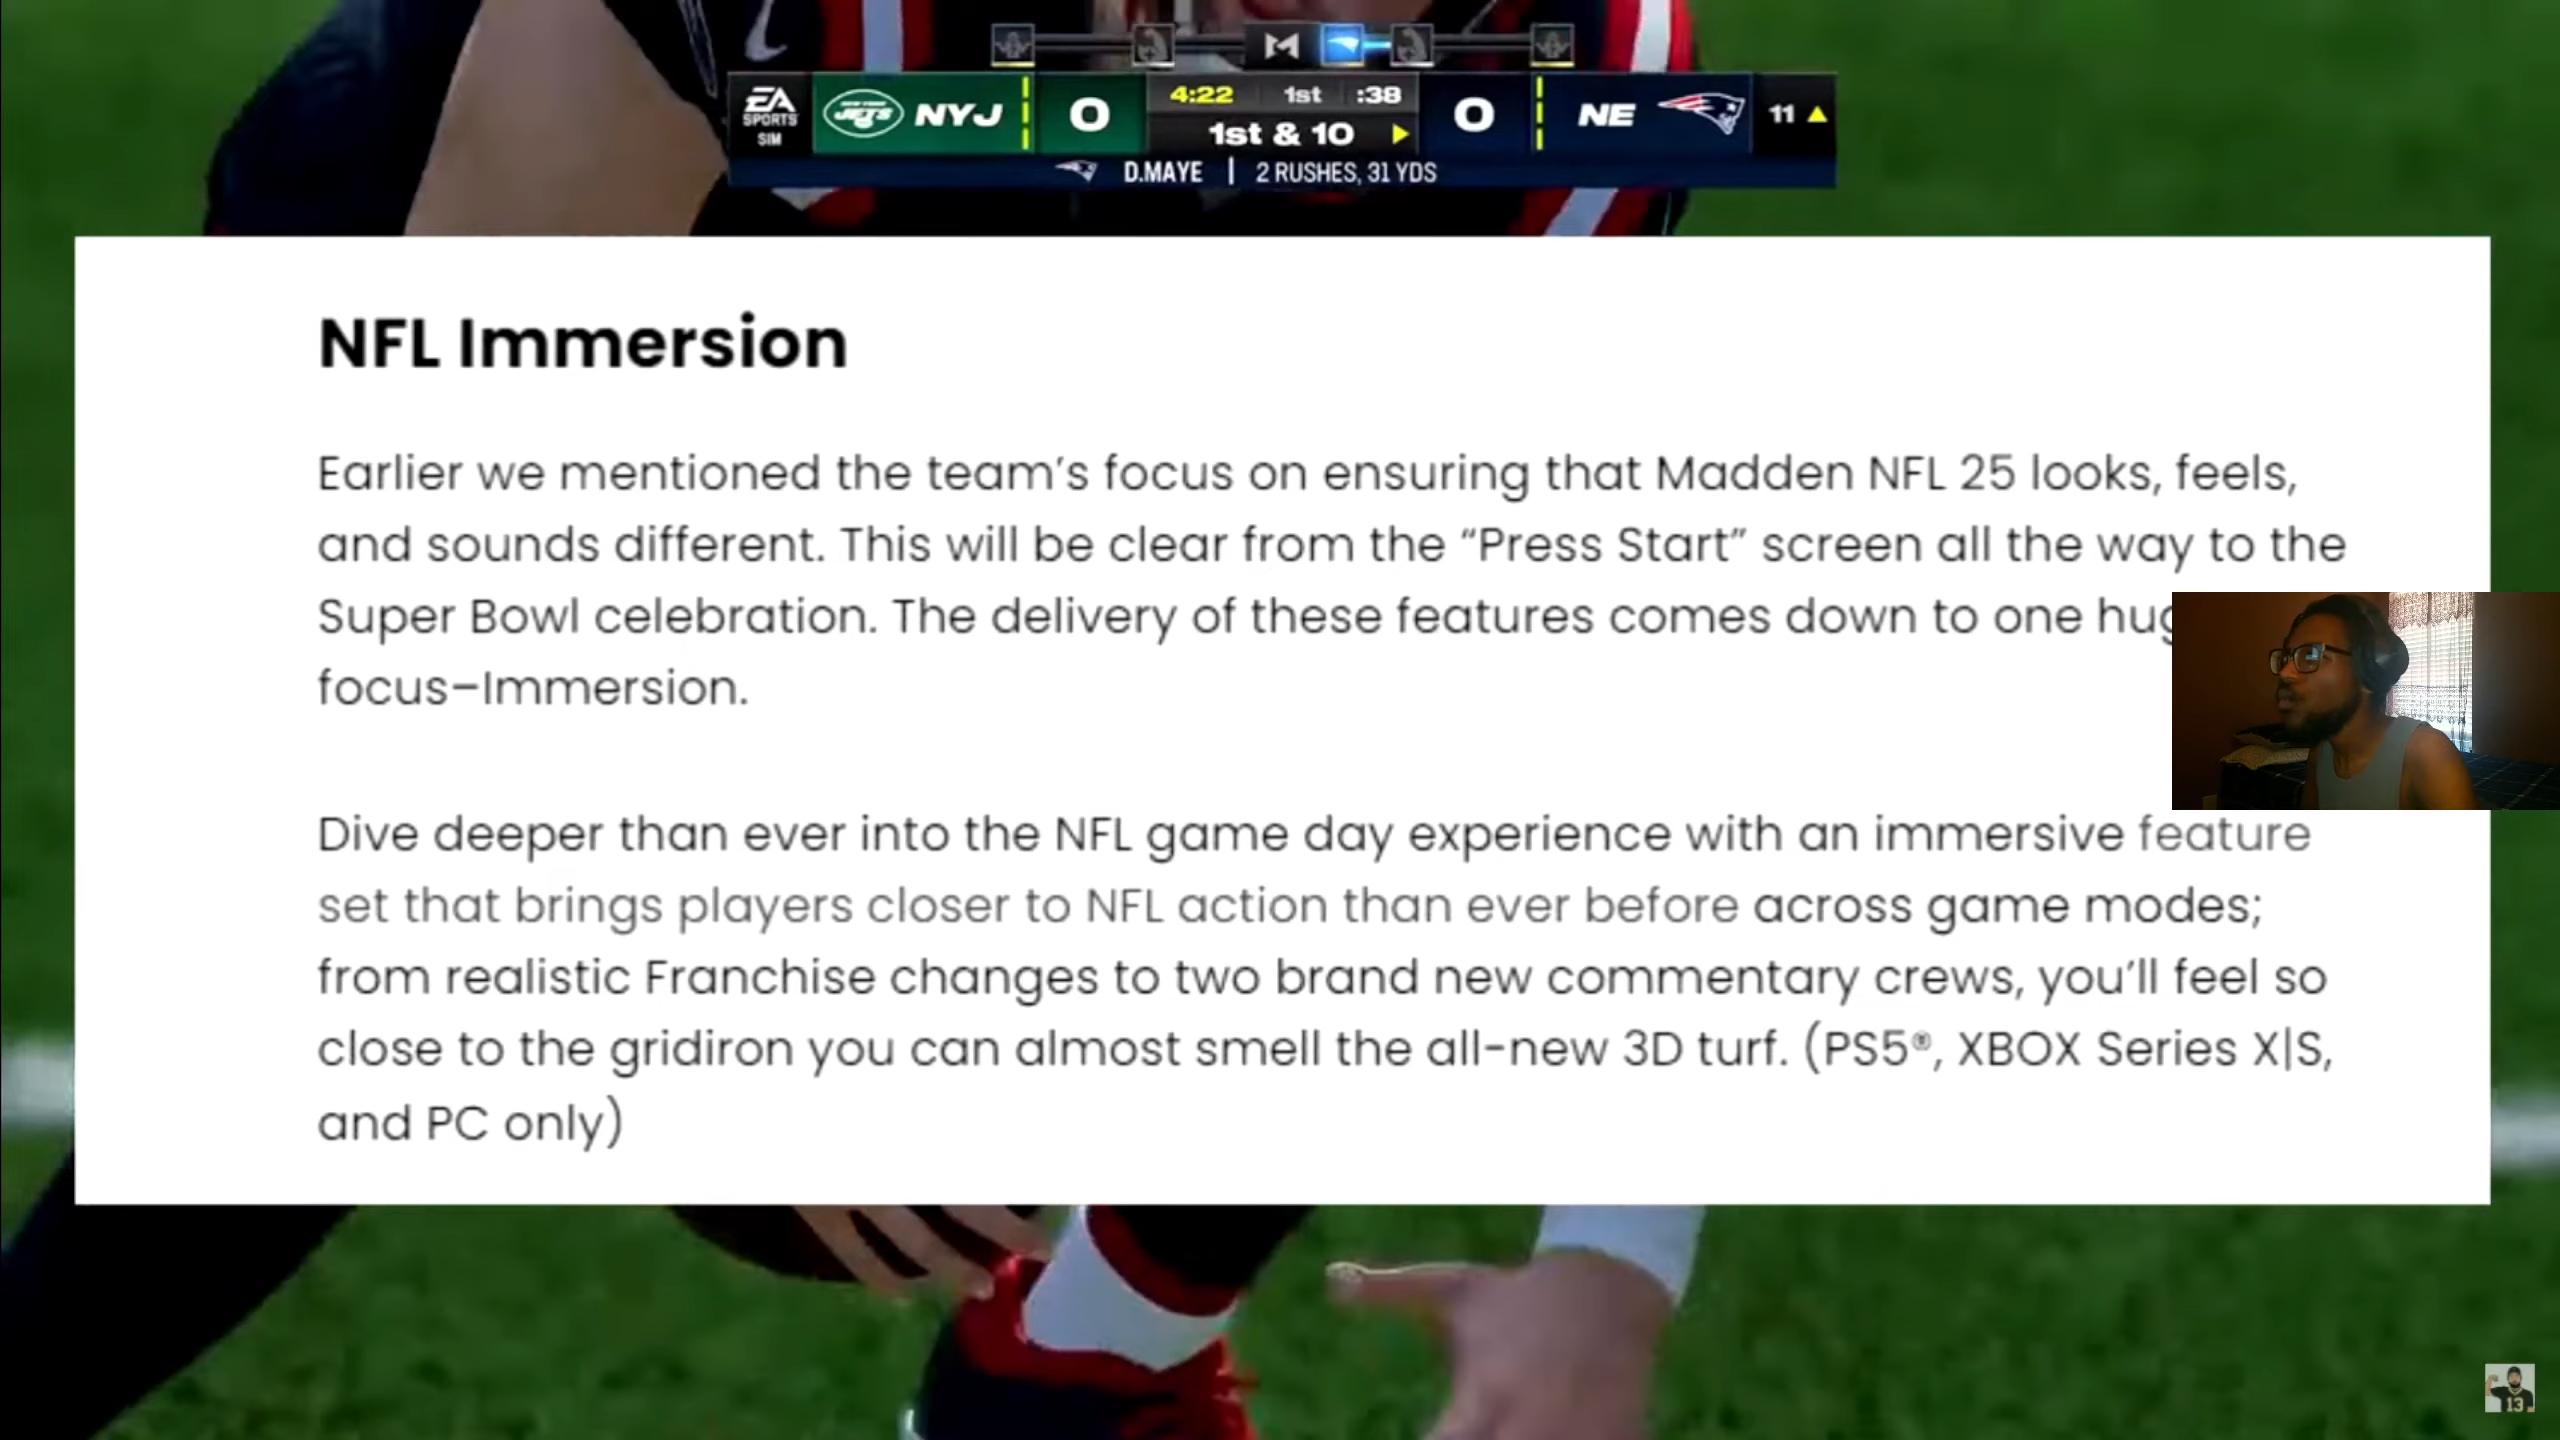 EA
SPORTS
SIM
NEW YORK
JETS
NYJ
0
4:22 1st :38
1st & 10
0
NE
11
D.MAYE | 2 RUSHES, 31 YDS
NFL Immersion
Earlier we mentioned the team’s focus on ensuring that Madden NFL 25 looks, feels,
and sounds different. This will be clear from the “Press Start” screen all the way to the
Super Bowl celebration. The delivery of these features comes down to one
focus–Immersion.
Dive deeper than ever into the NFL game day experience with an immersive feature
set that brings players closer to NFL action than ever before across game modes;
from realistic Franchise changes to two brand new commentary crews, you’ll feel so
close to the gridiron you can almost smell the all-new 3D turf. (PS5®, XBOX Series X|S,
and PC only)
13